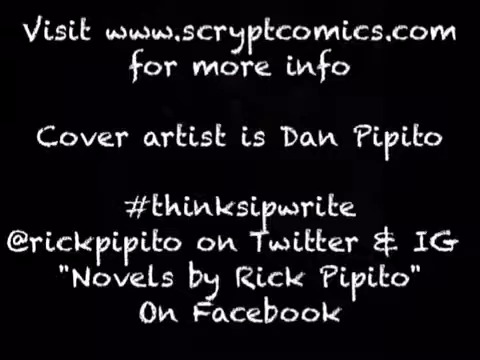 Visit www.scryptcomics.com
for more info
Cover artist is Dan Pipito
#thinksipwrite
@rickpipito on Twitter & IG
"Novels by Rick Pipito"
On Facebook